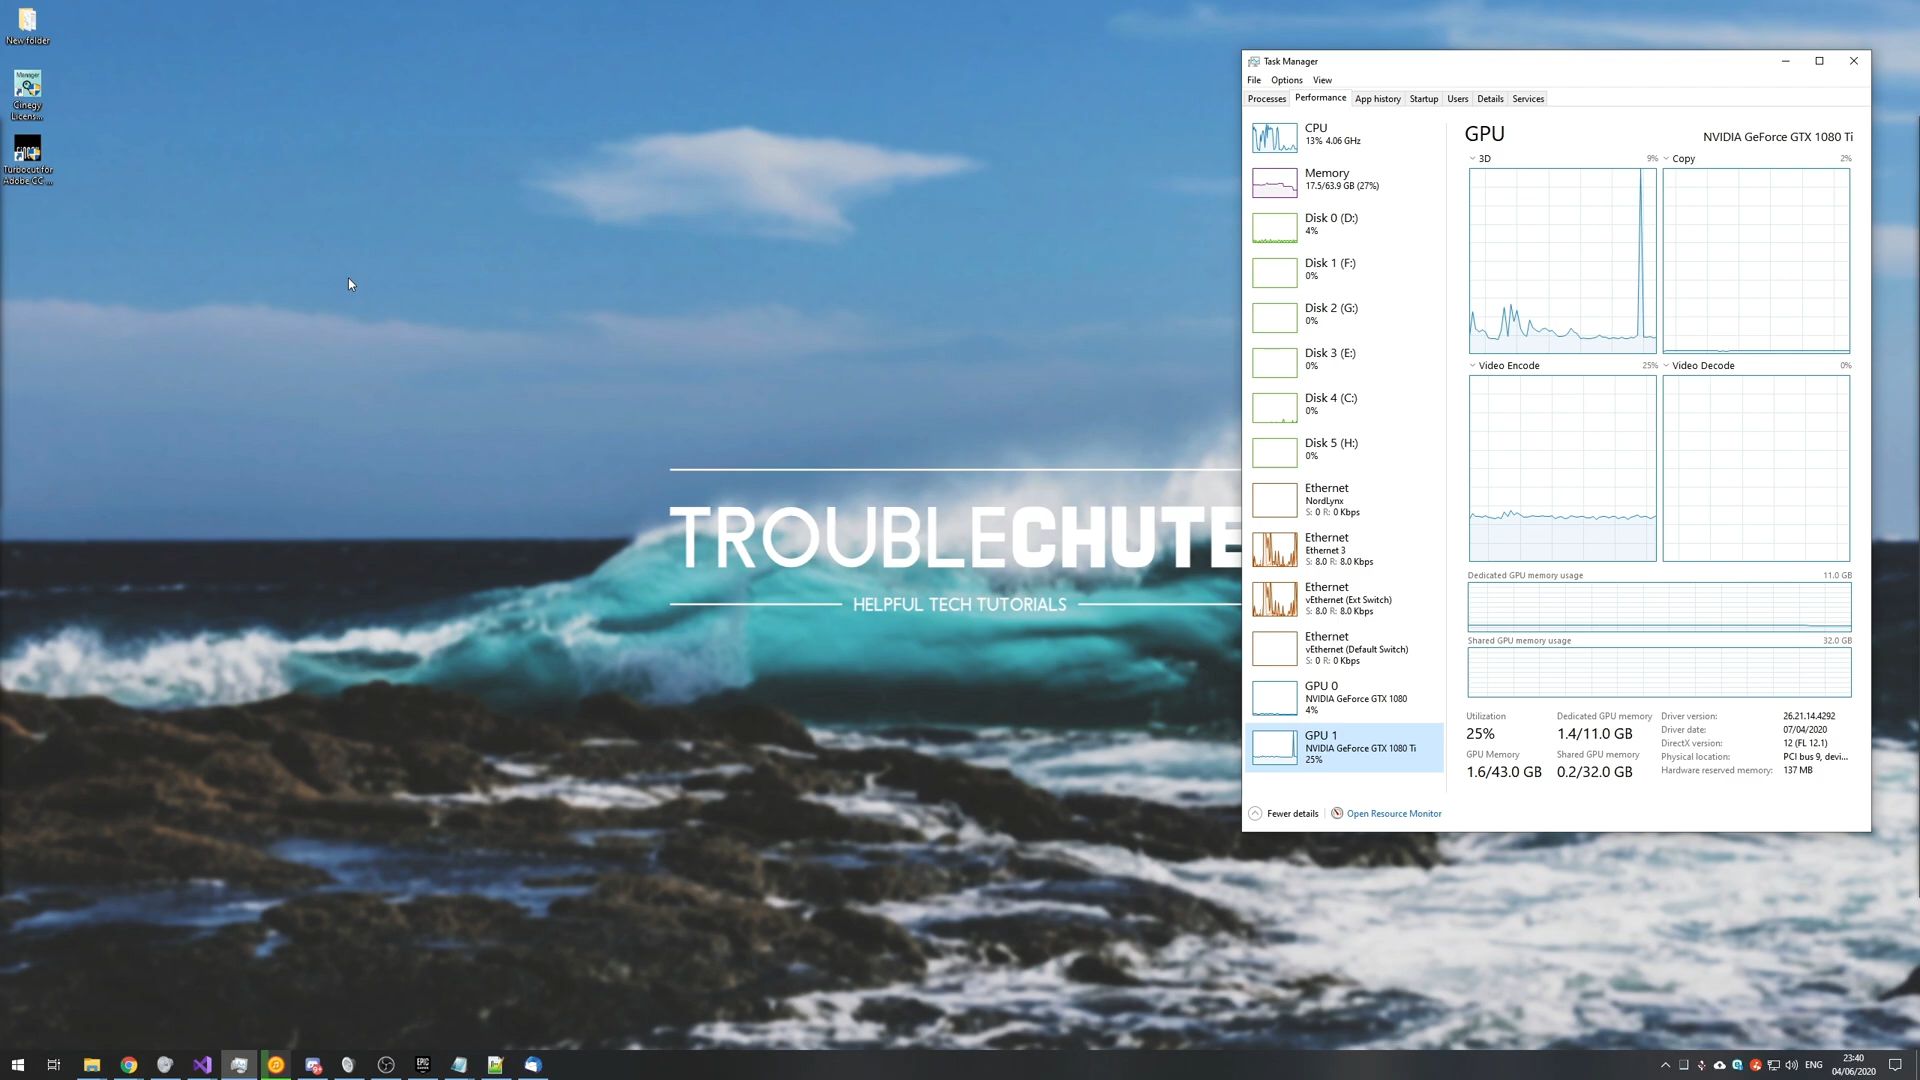 New folder
Manager
Cinegy
Licens...
Turbocut for
Adobe CC ...
TROUBLECHUTE
HELPFUL TECH TUTORIALS
Task Manager
File Options View
Processes Performance App history Startup Users Details Services
CPU
13% 4.06 GHz
Memory
17.5/63.9 GB (27%)
Disk 0 (D:)
4%
Disk 1 (F:)
0%
Disk 2 (G:)
0%
Disk 3 (E:)
0%
Disk 4 (C:)
0%
Disk 5 (H:)
0%
Ethernet
NordLynx
S: 0 R: 0 Kbps
Ethernet
Ethernet 3
S: 8.0 R: 8.0 Kbps
Ethernet
vEthernet (Ext Switch)
S: 8.0 R: 8.0 Kbps
Ethernet
vEthernet (Default Switch)
S: 0 R: 0 Kbps
GPU 0
NVIDIA GeForce GTX 1080
4%
GPU 1
NVIDIA GeForce GTX 1080 Ti
25%
GPU NVIDIA GeForce GTX 1080 Ti
3D 9% Copy 2%
Video Encode 25% Video Decode 0%
Dedicated GPU memory usage 11.0 GB
Shared GPU memory usage 32.0 GB
Utilization
25%
Dedicated GPU memory
1.4/11.0 GB
GPU Memory
1.6/43.0 GB
Shared GPU memory
0.2/32.0 GB
Driver version: 26.21.14.4292
Driver date: 07/04/2020
DirectX version: 12 (FL 12.1)
Physical location: PCI bus 9, devi...
Hardware reserved memory: 137 MB
Fewer details Open Resource Monitor
EPIC
ENG
23:40
04/06/2020